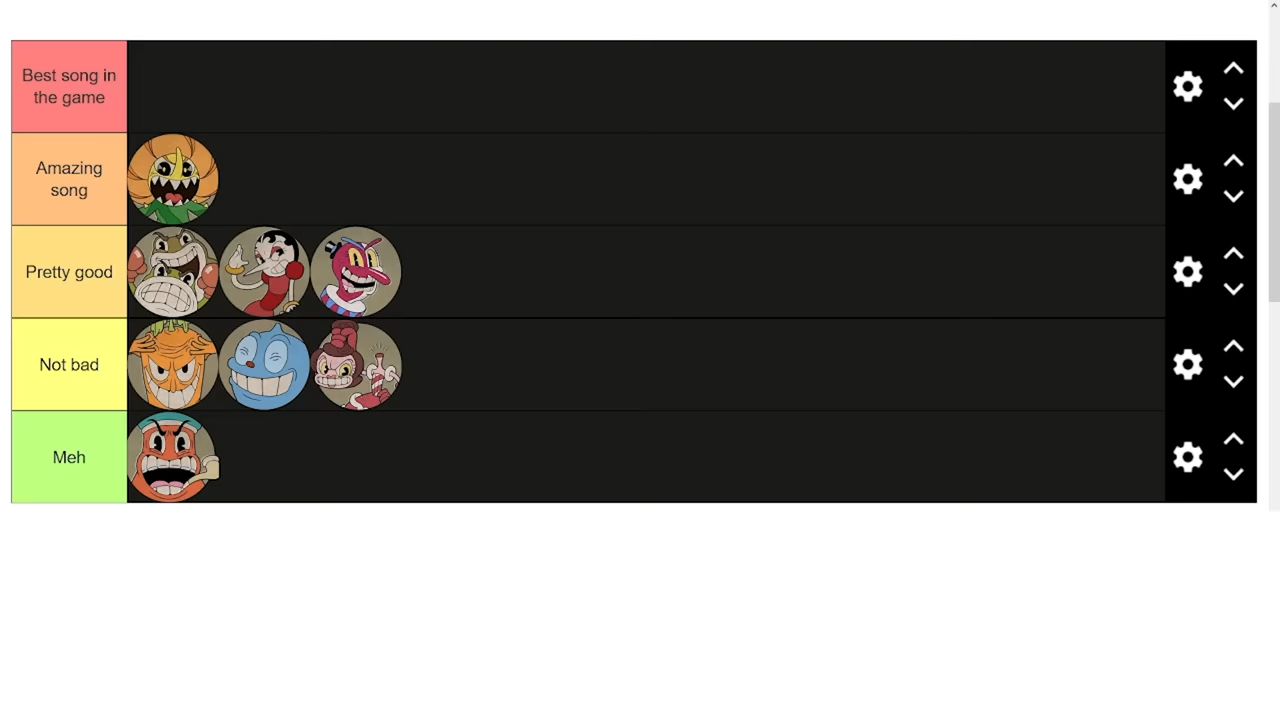 Best song in
the game
Amazing
song
Pretty good
Not bad
Meh